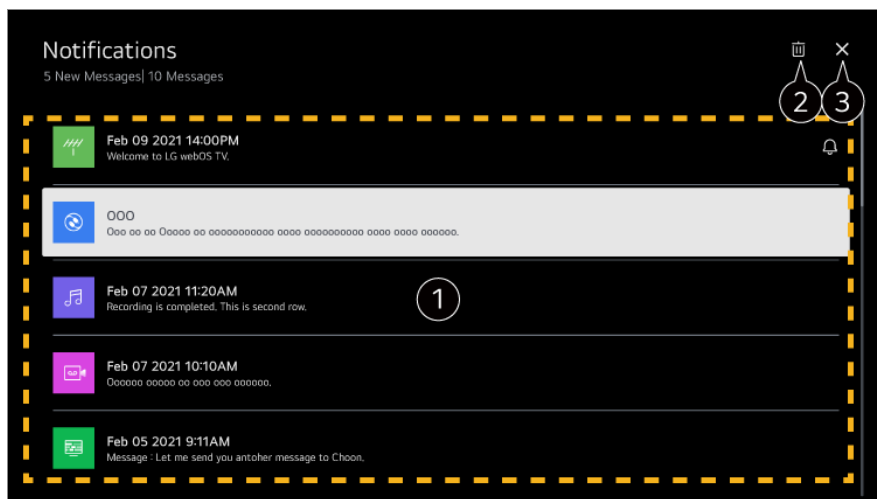 Notifications
5 New Messages| 10 Messages
2 3
Feb 09 2021 14:00PM
Welcome to LG webOS TV.
OOO
Ooo oo oo Ooooo oo ooooooooooo oooo oooooooooo oooo oooo oooooo.
Feb 07 2021 11:20AM
Recording is completed. This is second row.
1
Feb 07 2021 10:10AM
Oooooo ooooo oo ooo ooo oooooo.
Feb 05 2021 9:11AM
Message : Let me send you antoher message to Choon.